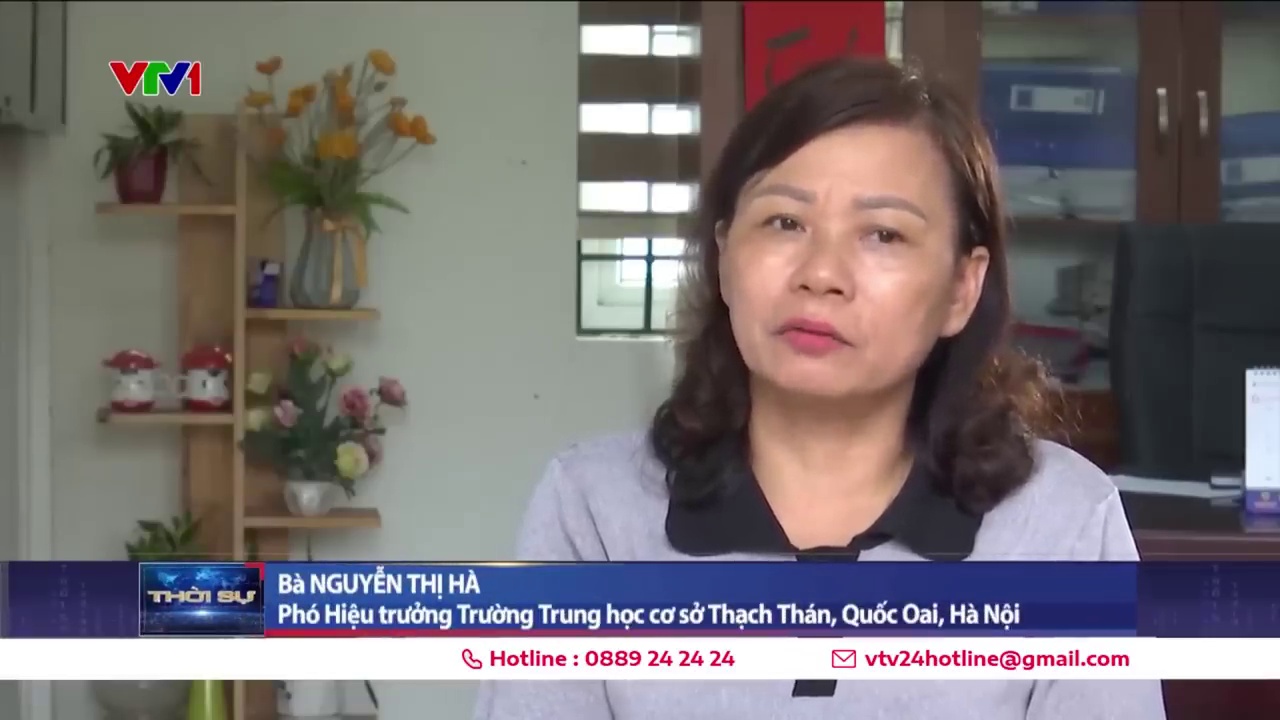 VTV1
THỜI SỰ
Bà NGUYỄN THỊ HÀ
Phó Hiệu trưởng Trường Trung học cơ sở Thạch Thán, Quốc Oai, Hà Nội
Hotline : 0889 24 24 24
vtv24hotline@gmail.com